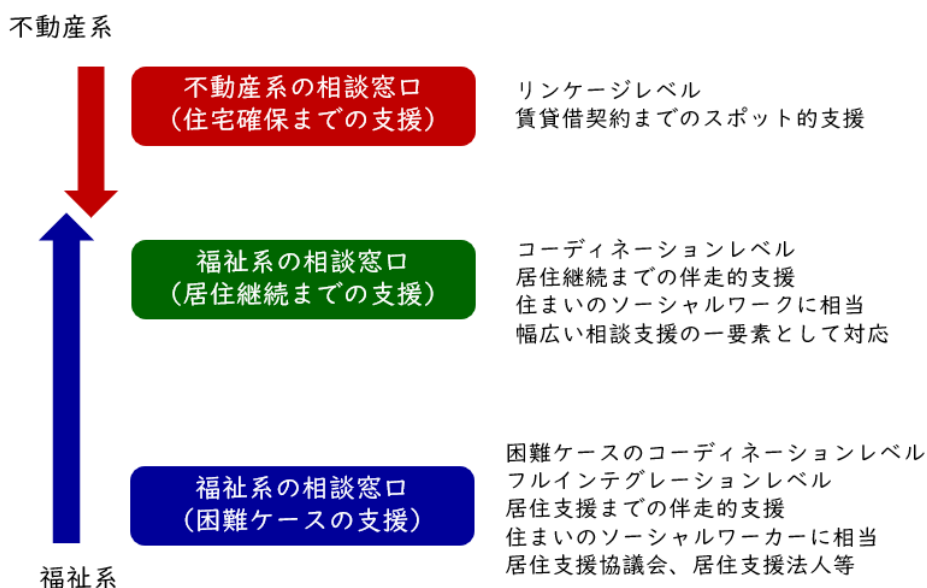 不動産系
不動産系の相談窓口
(住宅確保までの支援)
リンケージレベル
賃貸借契約までのスポット的支援
福祉系の相談窓口
(居住継続までの支援)
コーディネーションレベル
居住継続までの伴走的支援
住まいのソーシャルワークに相当
幅広い相談支援の一要素として対応
福祉系の相談窓口
(困難ケースの支援)
困難ケースのコーディネーションレベル
フルインテグレーションレベル
居住支援までの伴走的支援
住まいのソーシャルワーカーに相当
居住支援協議会、居住支援法人等
福祉系